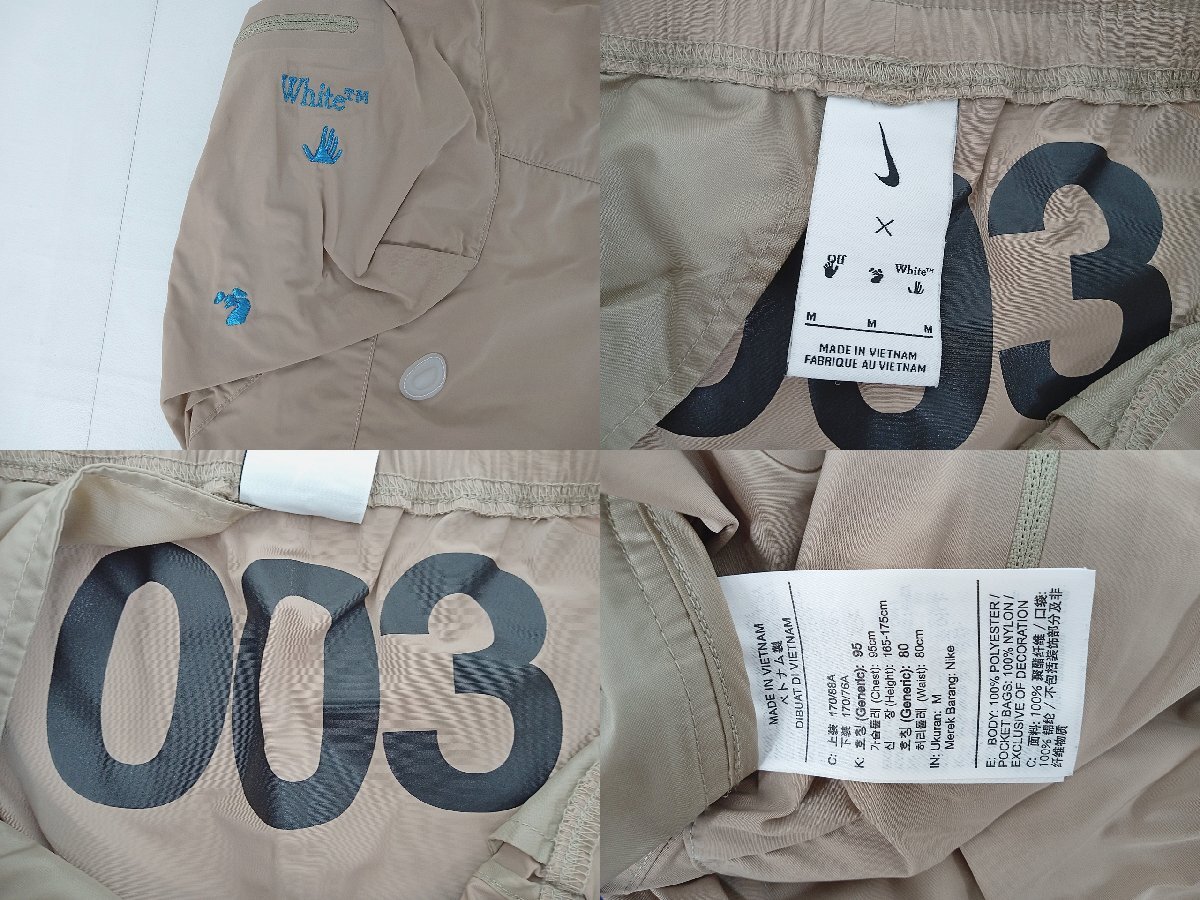 White™
Off
White™
M M M
MADE IN VIETNAM
FABRIQUE AU VIETNAM
003
003
MADE IN VIETNAM
ベトナム製
DIBUAT DI VIETNAM
C: 上装 170/88A
下装 170/76A
K: 호칭 (Generic): 95
가슴둘레 (Chest): 95cm
신 장 (Height): 165-175cm
호칭 (Generic): 80
허리둘레 (Waist): 80cm
IN: Ukuran: M
Merek Barang: Nike
E: BODY: 100% POLYESTER /
POCKET BAGS: 100% NYLON /
EXCLUSIVE OF DECORATION
C: 面料: 100% 聚酯纤维 / 口袋:
100% 锦纶 / 不包括装饰部分及非
纤维物质